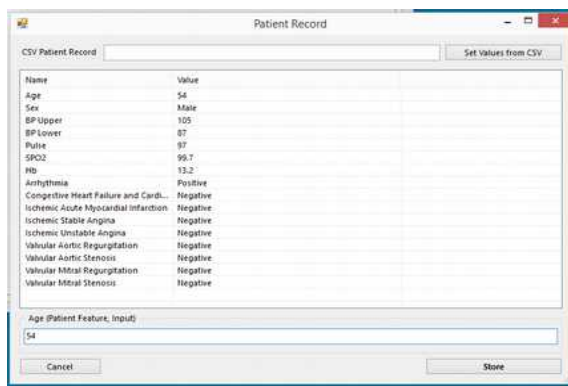 Patient Record
CSV Patient Record Set Values from CSV
Name Value
Age 54
Sex Male
BP Upper 105
BP Lower 87
Pulse 97
SPO2 99.7
Hb 13.2
Arrhythmia Positive
Congestive Heart Failure and Cardi... Negative
Ischemic Acute Myocardial Infarction Negative
Ischemic Stable Angina Negative
Ischemic Unstable Angina Negative
Valvular Aortic Regurgitation Negative
Valvular Aortic Stenosis Negative
Valvular Mitral Regurgitation Negative
Valvular Mitral Stenosis Negative
Age (Patient Feature, Input)
54
Cancel Store